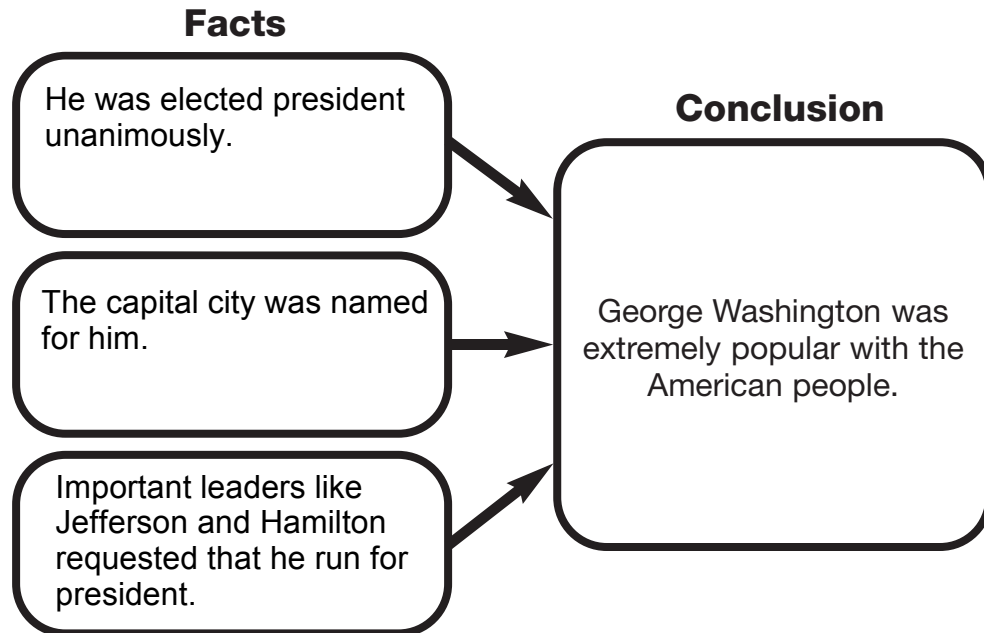 Facts
He was elected president
unanimously.
The capital city was named
for him.
Important leaders like
Jefferson and Hamilton
requested that he run for
president.
Conclusion
George Washington was
extremely popular with the
American people.